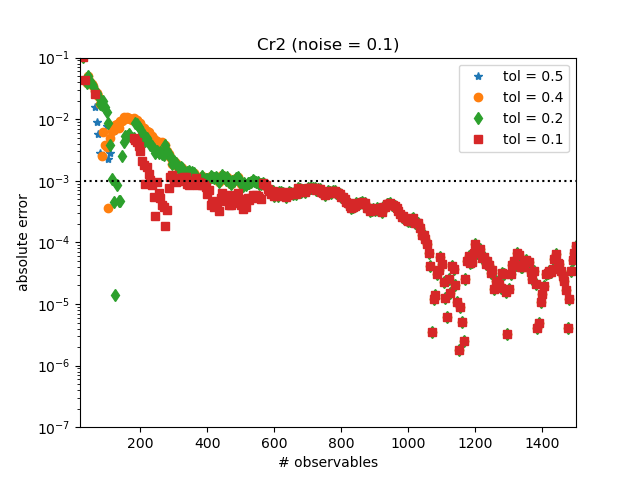 Cr2 (noise = 0.1)
absolute error
10⁻¹
10⁻²
10⁻³
10⁻⁴
10⁻⁵
10⁻⁶
10⁻⁷
tol = 0.5
tol = 0.4
tol = 0.2
tol = 0.1
200 400 600 800 1000 1200 1400
# observables